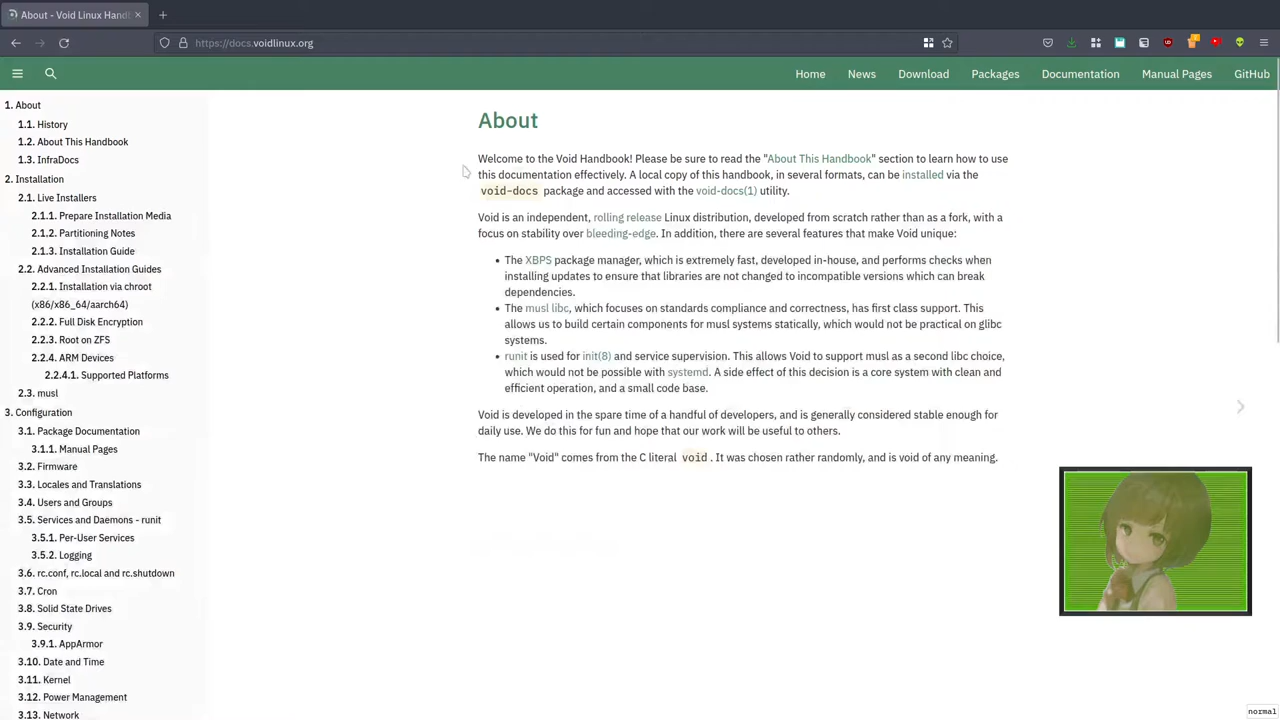 About - Void Linux Handl
https://docs.voidlinux.org
Home News Download Packages Documentation Manual Pages GitHub
1. About
1.1. History
1.2. About This Handbook
1.3. InfraDocs
2. Installation
2.1. Live Installers
2.1.1. Prepare Installation Media
2.1.2. Partitioning Notes
2.1.3. Installation Guide
2.2. Advanced Installation Guides
2.2.1. Installation via chroot
(x86/x86_64/aarch64)
2.2.2. Full Disk Encryption
2.2.3. Root on ZFS
2.2.4. ARM Devices
2.2.4.1. Supported Platforms
2.3. musl
3. Configuration
3.1. Package Documentation
3.1.1. Manual Pages
3.2. Firmware
3.3. Locales and Translations
3.4. Users and Groups
3.5. Services and Daemons - runit
3.5.1. Per-User Services
3.5.2. Logging
3.6. rc.conf, rc.local and rc.shutdown
3.7. Cron
3.8. Solid State Drives
3.9. Security
3.9.1. AppArmor
3.10. Date and Time
3.11. Kernel
3.12. Power Management
3.13. Network
About
Welcome to the Void Handbook! Please be sure to read the "About This Handbook" section to learn how to use
this documentation effectively. A local copy of this handbook, in several formats, can be installed via the
void-docs package and accessed with the void-docs(1) utility.
Void is an independent, rolling release Linux distribution, developed from scratch rather than as a fork, with a
focus on stability over bleeding-edge. In addition, there are several features that make Void unique:
• The XBPS package manager, which is extremely fast, developed in-house, and performs checks when
installing updates to ensure that libraries are not changed to incompatible versions which can break
dependencies.
• The musl libc, which focuses on standards compliance and correctness, has first class support. This
allows us to build certain components for musl systems statically, which would not be practical on glibc
systems.
• runit is used for init(8) and service supervision. This allows Void to support musl as a second libc choice,
which would not be possible with systemd. A side effect of this decision is a core system with clean and
efficient operation, and a small code base.
Void is developed in the spare time of a handful of developers, and is generally considered stable enough for
daily use. We do this for fun and hope that our work will be useful to others.
The name "Void" comes from the C literal void. It was chosen rather randomly, and is void of any meaning.
normal